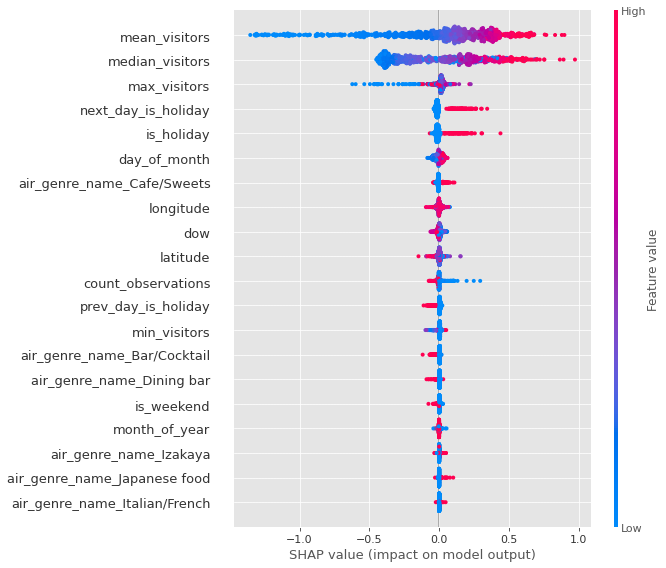 High
mean_visitors
median_visitors
max_visitors
next_day_is_holiday
is_holiday
day_of_month
air_genre_name_Cafe/Sweets
longitude
dow
latitude
count_observations
prev_day_is_holiday
min_visitors
air_genre_name_Bar/Cocktail
air_genre_name_Dining bar
is_weekend
month_of_year
air_genre_name_Izakaya
air_genre_name_Japanese food
air_genre_name_Italian/French
Feature value
Low
−1.0 −0.5 0.0 0.5 1.0
SHAP value (impact on model output)